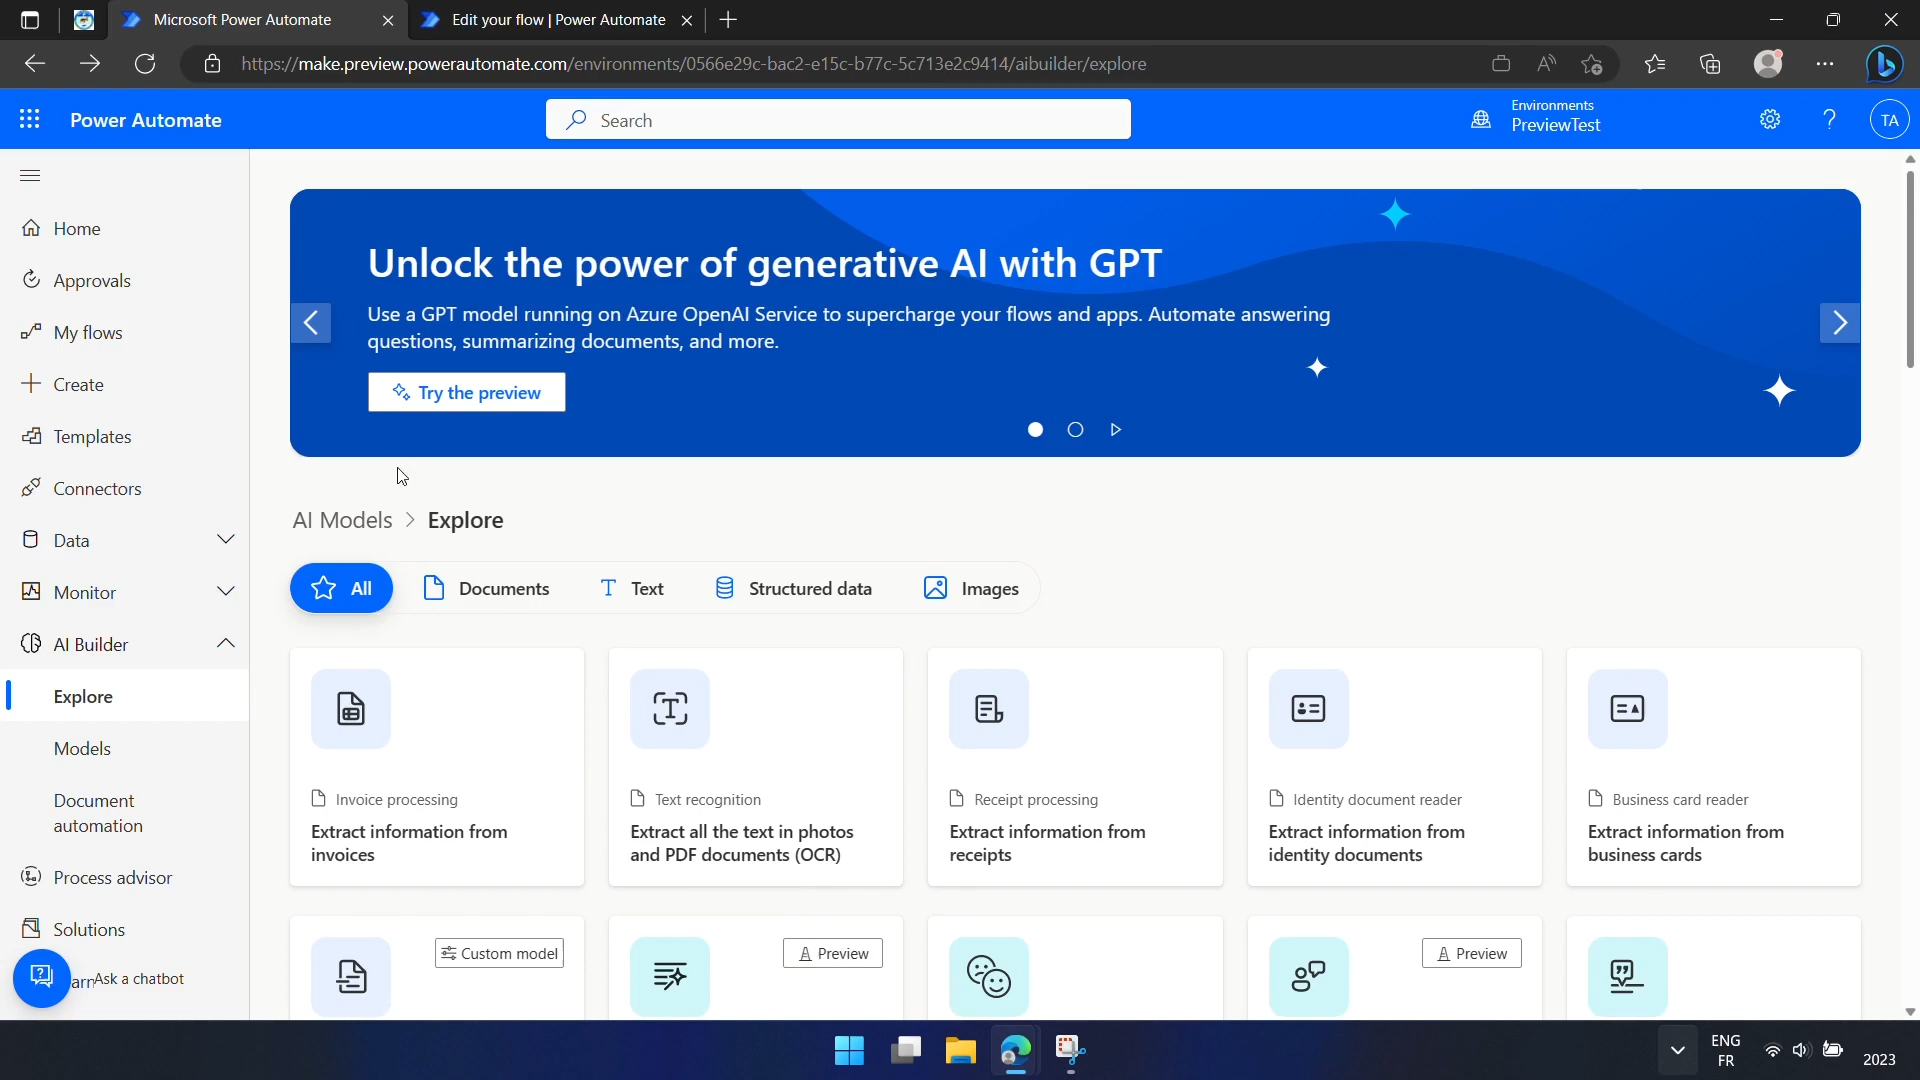 Microsoft Power Automate
Edit your flow | Power Automate
https://make.preview.powerautomate.com/environments/0566e29c-bac2-e15c-b77c-5c713e2c9414/aibuilder/explore
Power Automate
Search
Environments
PreviewTest
TA
Home
Approvals
My flows
Create
Templates
Connectors
Data
Monitor
AI Builder
Explore
Models
Document
automation
Process advisor
Solutions
Ask a chatbot
Unlock the power of generative AI with GPT
Use a GPT model running on Azure OpenAI Service to supercharge your flows and apps. Automate answering
questions, summarizing documents, and more.
Try the preview
AI Models > Explore
All
Documents
Text
Structured data
Images
Invoice processing
Extract information from
invoices
Text recognition
Extract all the text in photos
and PDF documents (OCR)
Receipt processing
Extract information from
receipts
Identity document reader
Extract information from
identity documents
Business card reader
Extract information from
business cards
Custom model
Preview
Preview
ENG
FR
2023